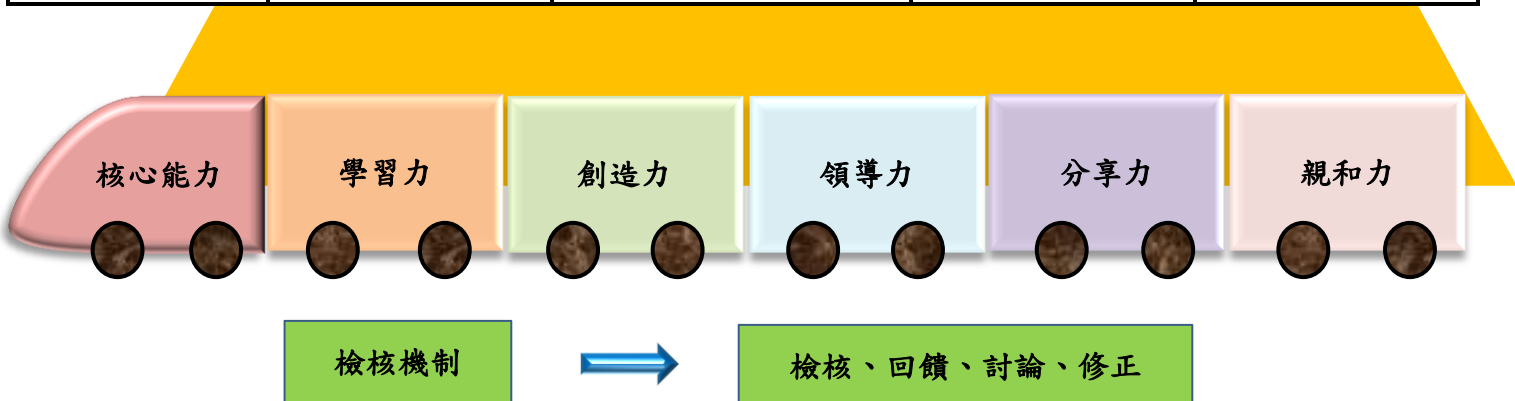 核心能力
學習力
創造力
領導力
分享力
親和力
檢核機制
檢核、回饋、討論、修正